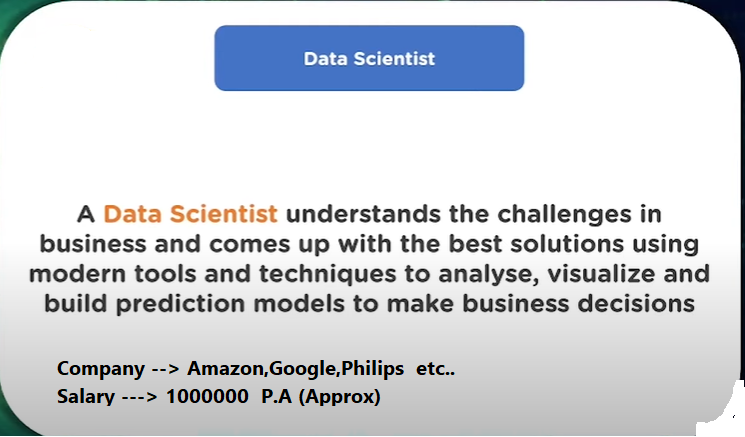 Data Scientist
A Data Scientist understands the challenges in
business and comes up with the best solutions using
modern tools and techniques to analyse, visualize and
build prediction models to make business decisions
Company --> Amazon,Google,Philips  etc..
Salary ---> 1000000  P.A (Approx)